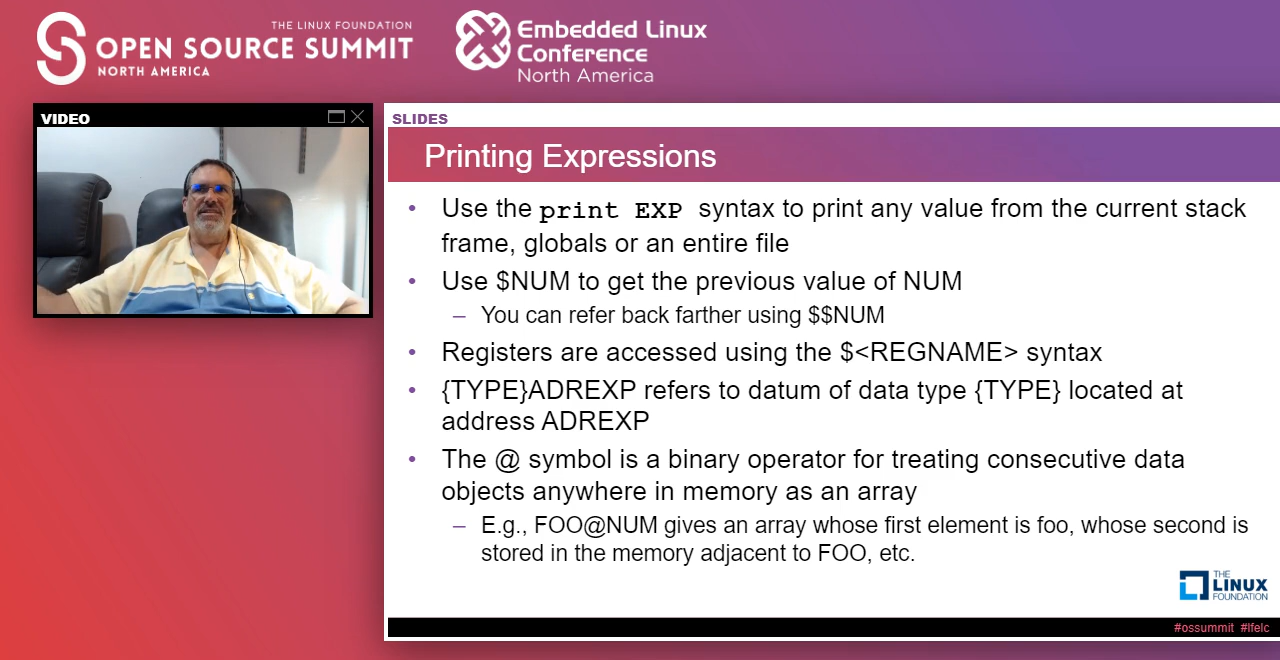 THE LINUX FOUNDATION
OPEN SOURCE SUMMIT
NORTH AMERICA
Embedded Linux
Conference
North America
VIDEO
SLIDES
Printing Expressions
• Use the print EXP syntax to print any value from the current stack
frame, globals or an entire file
• Use $NUM to get the previous value of NUM
– You can refer back farther using $$NUM
• Registers are accessed using the $<REGNAME> syntax
• {TYPE}ADREXP refers to datum of data type {TYPE} located at
address ADREXP
• The @ symbol is a binary operator for treating consecutive data
objects anywhere in memory as an array
– E.g., FOO@NUM gives an array whose first element is foo, whose second is
stored in the memory adjacent to FOO, etc.
THE
LINUX
FOUNDATION
#ossummit #lfelc